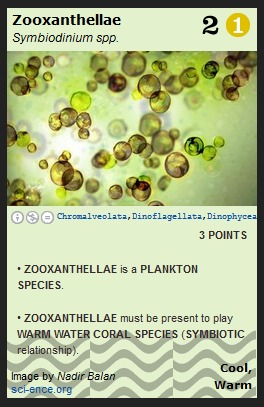 Zooxanthellae 2 1
Symbiodinium spp.
Chromalveolata,Dinoflagellata,Dinophycea
3 POINTS
• ZOOXANTHELLAE is a PLANKTON
SPECIES.
• ZOOXANTHELLAE must be present to play
WARM WATER CORAL SPECIES (SYMBIOTIC
relationship).
Image by Nadir Balan
sci-ence.org
Cool,
Warm